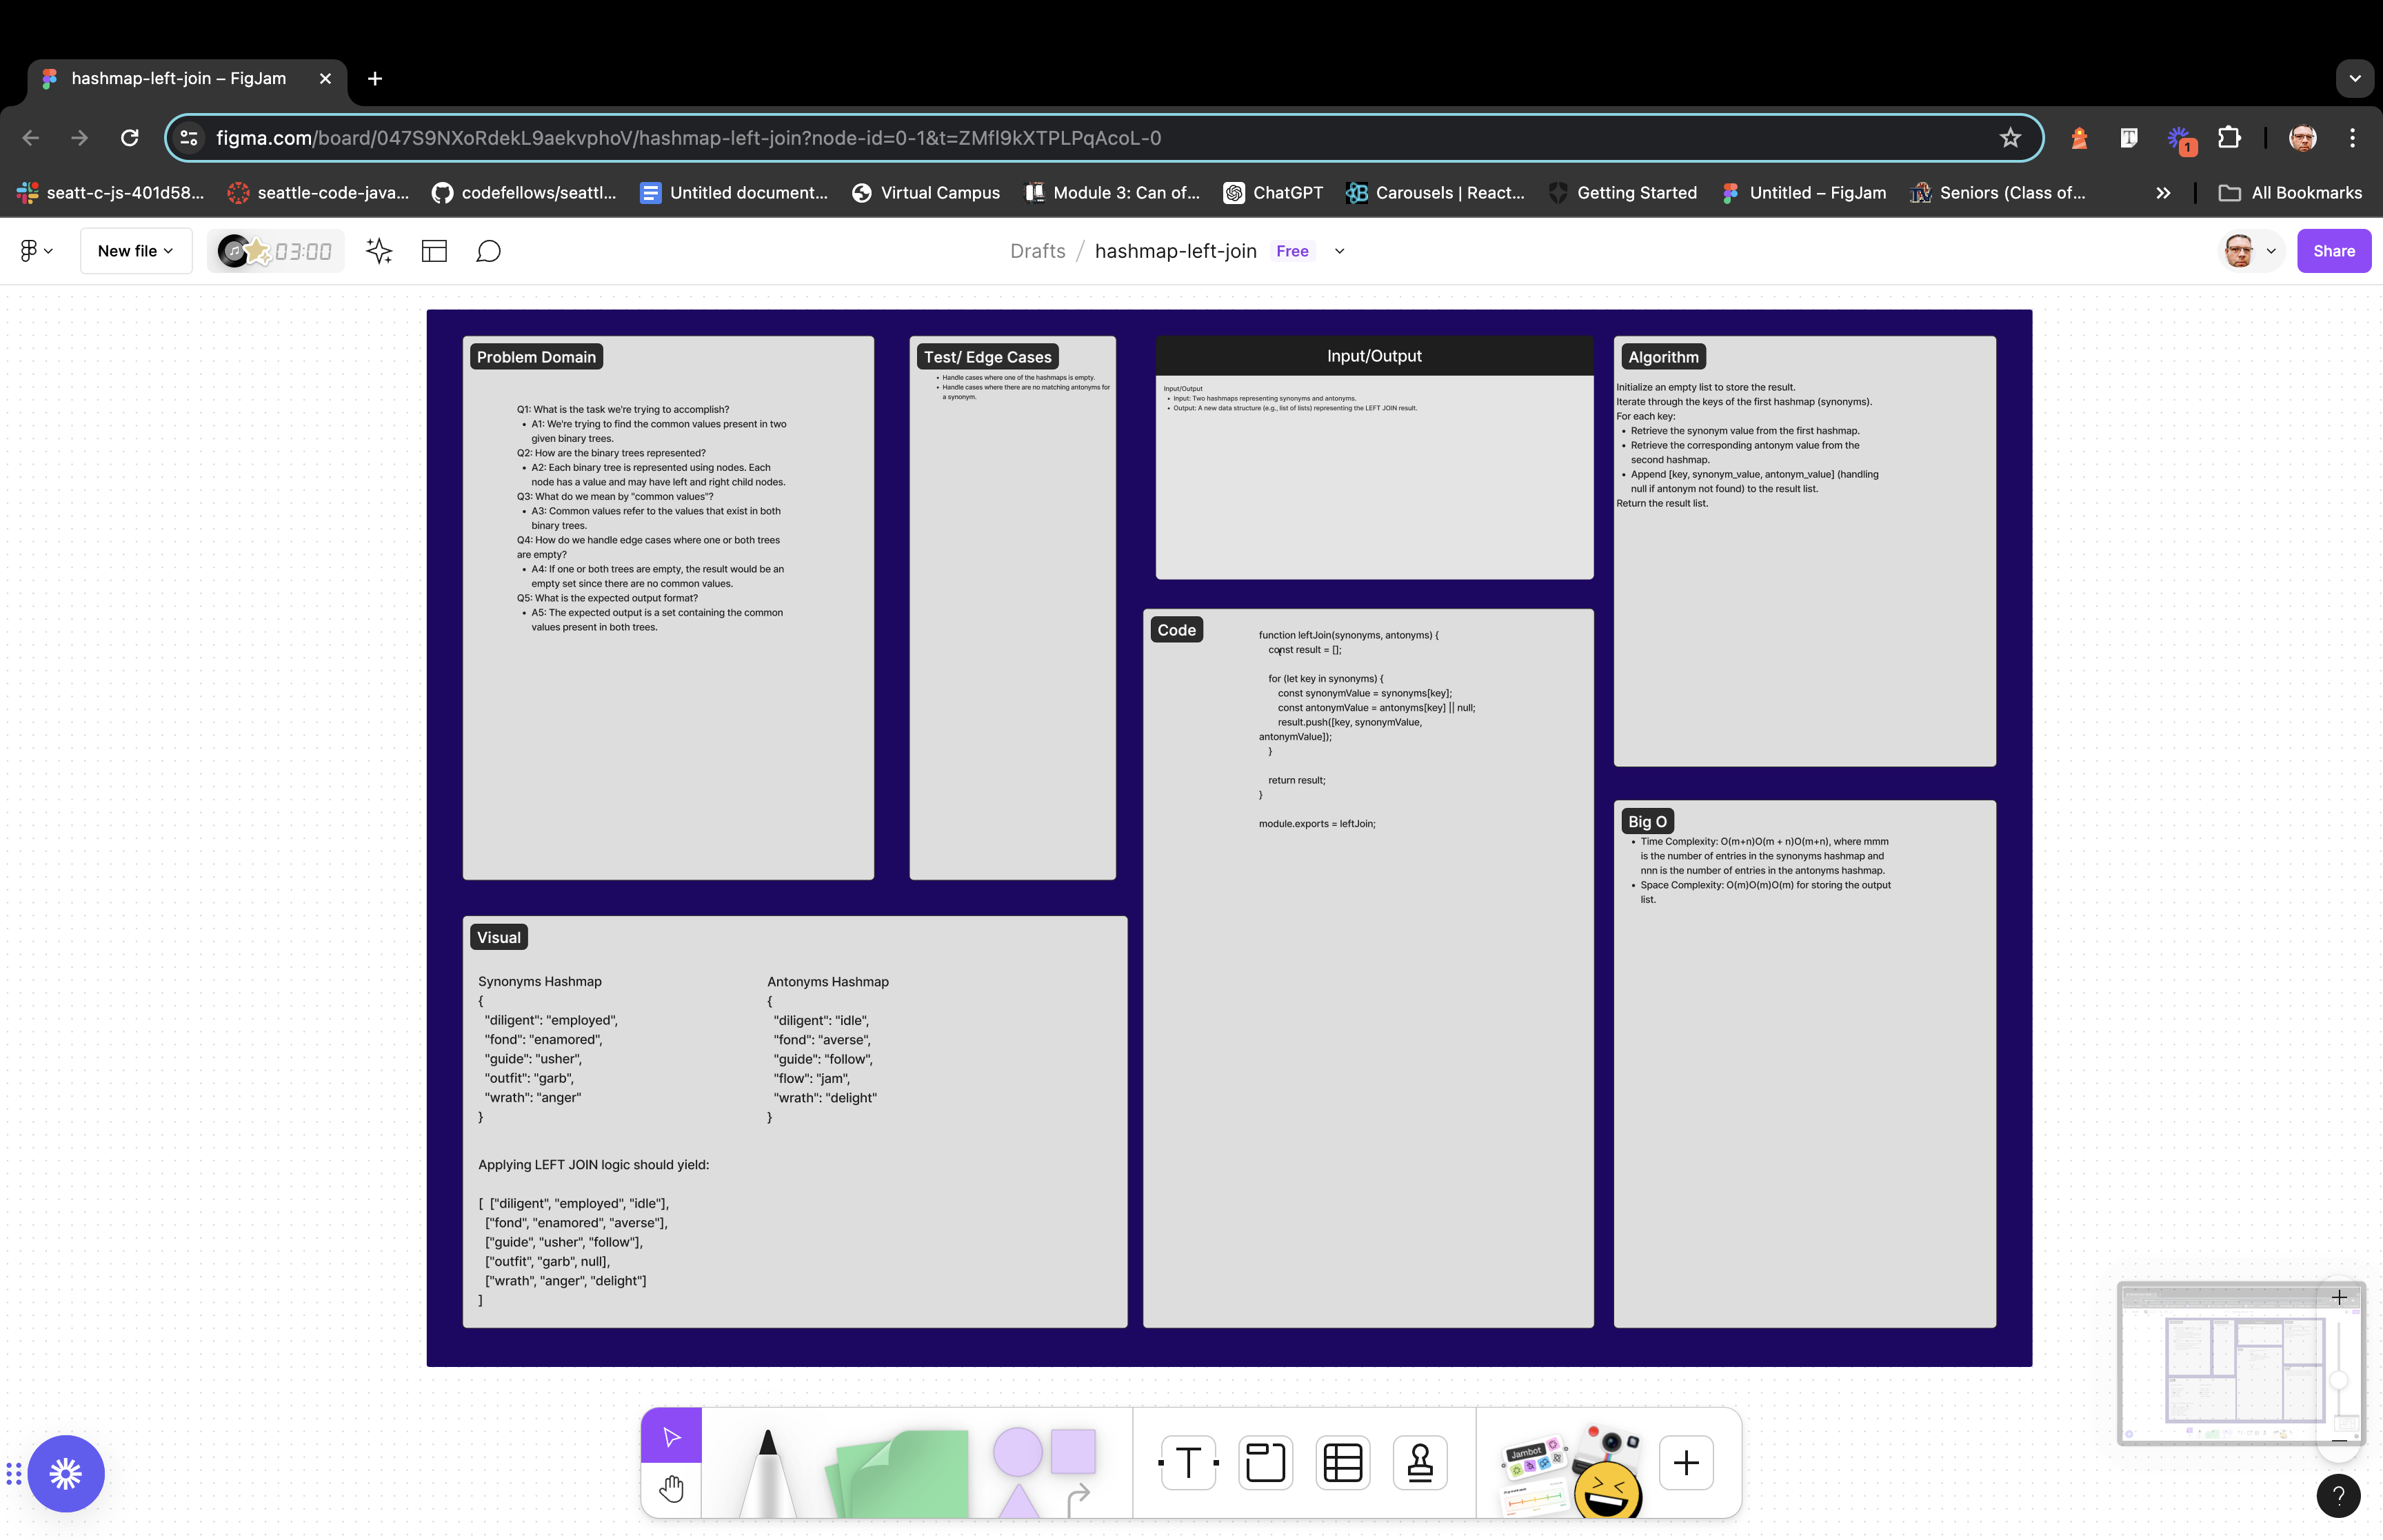 hashmap-left-join – FigJam
figma.com/board/047S9NXoRdekL9aekvphoV/hashmap-left-join?node-id=0-1&t=ZMfl9kXTPLPqAcoL-0
1
seatt-c-js-401d58...
seattle-code-java...
codefellows/seattl...
Untitled document...
Virtual Campus
Module 3: Can of...
ChatGPT
Carousels | React...
Getting Started
Untitled – FigJam
Seniors (Class of...
All Bookmarks
New file
03:00
Drafts / hashmap-left-join Free
Share
Problem Domain
Q1: What is the task we're trying to accomplish?
• A1: We're trying to find the common values present in two
given binary trees.
Q2: How are the binary trees represented?
• A2: Each binary tree is represented using nodes. Each
node has a value and may have left and right child nodes.
Q3: What do we mean by "common values"?
• A3: Common values refer to the values that exist in both
binary trees.
Q4: How do we handle edge cases where one or both trees
are empty?
• A4: If one or both trees are empty, the result would be an
empty set since there are no common values.
Q5: What is the expected output format?
• A5: The expected output is a set containing the common
values present in both trees.
Test/ Edge Cases
• Handle cases where one of the hashmaps is empty.
• Handle cases where there are no matching antonyms for
a synonym.
Input/Output
Input/Output
• Input: Two hashmaps representing synonyms and antonyms.
• Output: A new data structure (e.g., list of lists) representing the LEFT JOIN result.
Algorithm
Initialize an empty list to store the result.
Iterate through the keys of the first hashmap (synonyms).
For each key:
• Retrieve the synonym value from the first hashmap.
• Retrieve the corresponding antonym value from the
second hashmap.
• Append [key, synonym_value, antonym_value] (handling
null if antonym not found) to the result list.
Return the result list.
Code
function leftJoin(synonyms, antonyms) {
const result = [];
for (let key in synonyms) {
const synonymValue = synonyms[key];
const antonymValue = antonyms[key] || null;
result.push([key, synonymValue,
antonymValue]);
}
return result;
}
module.exports = leftJoin;
Big O
• Time Complexity: O(m+n)O(m + n)O(m+n), where mmm
is the number of entries in the synonyms hashmap and
nnn is the number of entries in the antonyms hashmap.
• Space Complexity: O(m)O(m)O(m) for storing the output
list.
Visual
Synonyms Hashmap
{
"diligent": "employed",
"fond": "enamored",
"guide": "usher",
"outfit": "garb",
"wrath": "anger"
}
Antonyms Hashmap
{
"diligent": "idle",
"fond": "averse",
"guide": "follow",
"flow": "jam",
"wrath": "delight"
}
Applying LEFT JOIN logic should yield:
[ ["diligent", "employed", "idle"],
["fond", "enamored", "averse"],
["guide", "usher", "follow"],
["outfit", "garb", null],
["wrath", "anger", "delight"]
]
T
Jambot
?